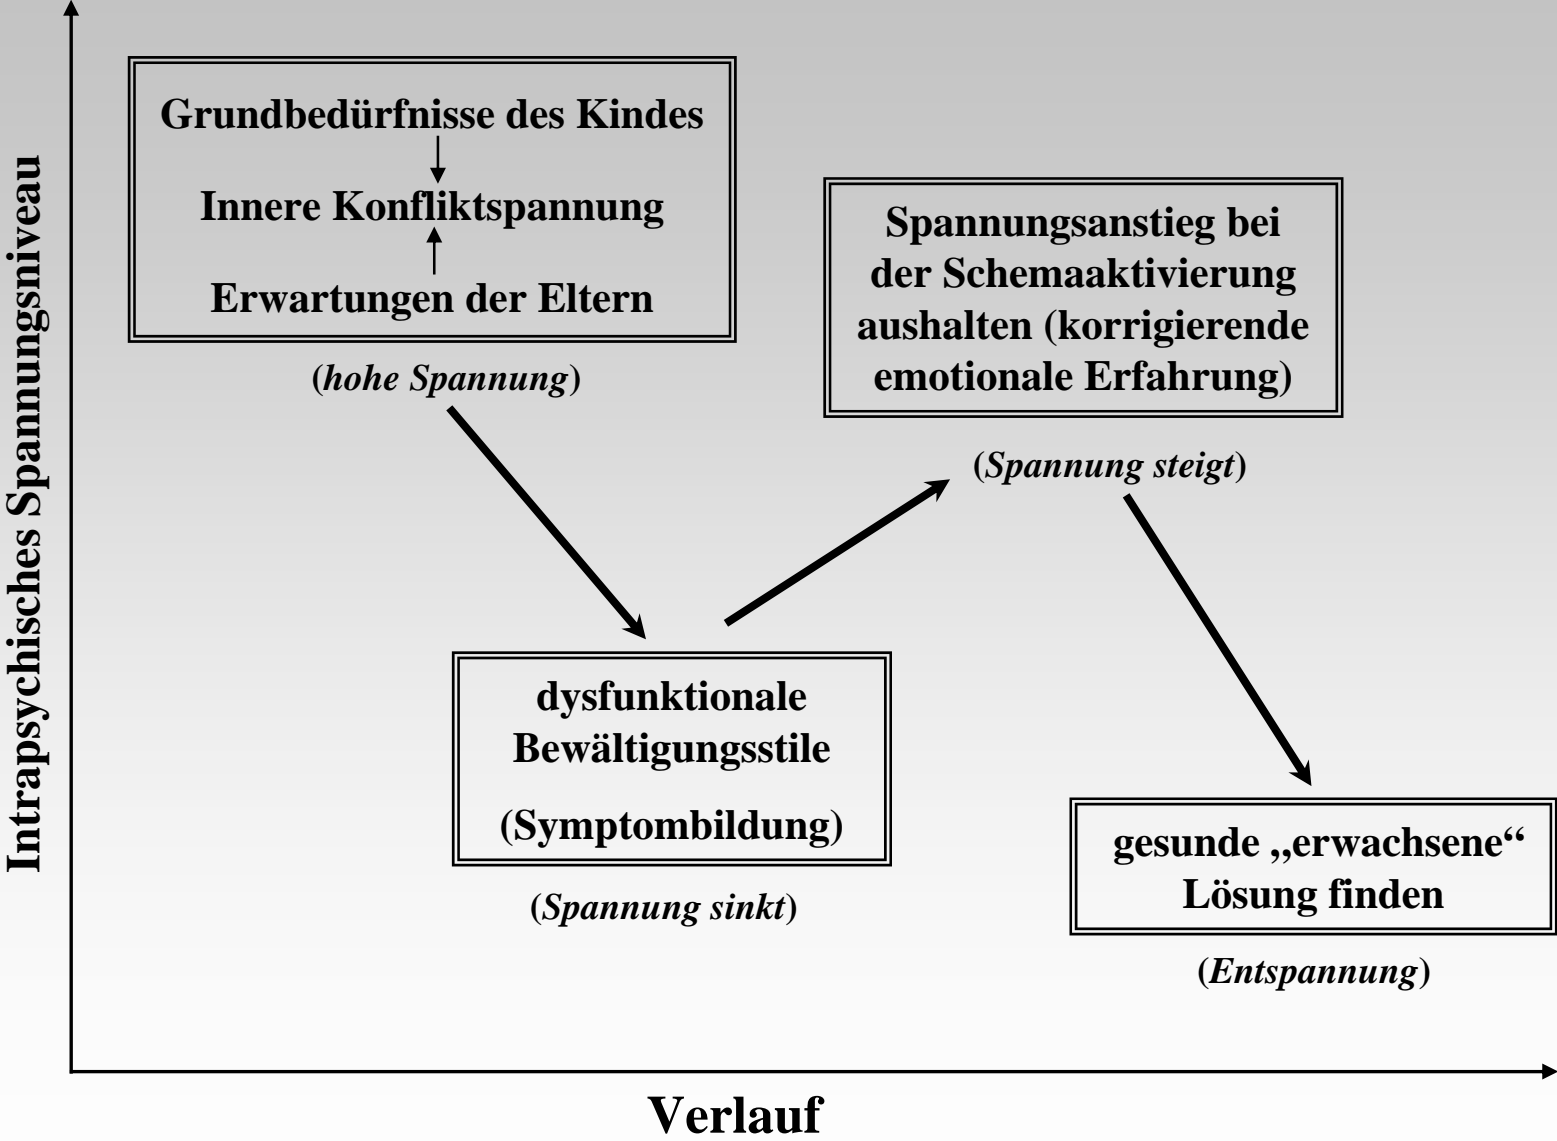 Intrapsychisches Spannungsniveau
Grundbedürfnisse des Kindes
Innere Konfliktspannung
Erwartungen der Eltern
(hohe Spannung)
Spannungsanstieg bei
der Schemaaktivierung
aushalten (korrigierende
emotionale Erfahrung)
(Spannung steigt)
dysfunktionale
Bewältigungsstile
(Symptombildung)
(Spannung sinkt)
gesunde „erwachsene“
Lösung finden
(Entspannung)
Verlauf